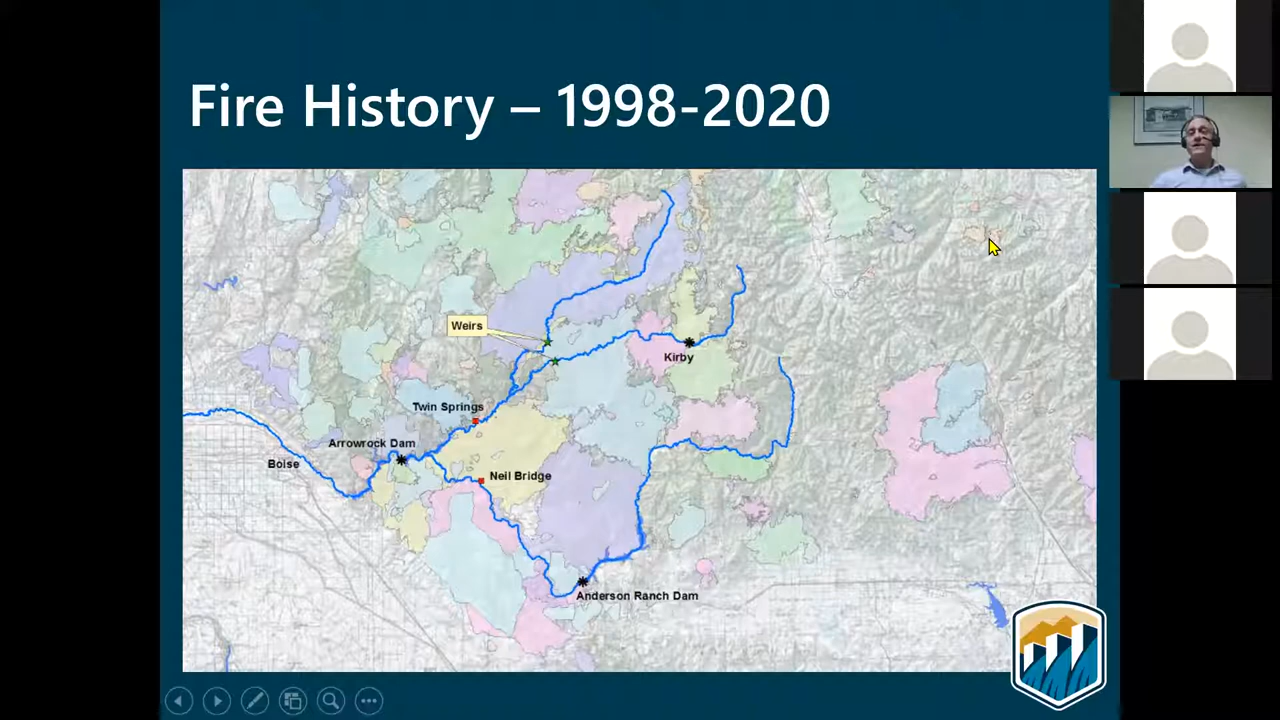 Fire History – 1998-2020
Weirs
Kirby
Twin Springs
Arrowrock Dam
Boise
Neil Bridge
Anderson Ranch Dam